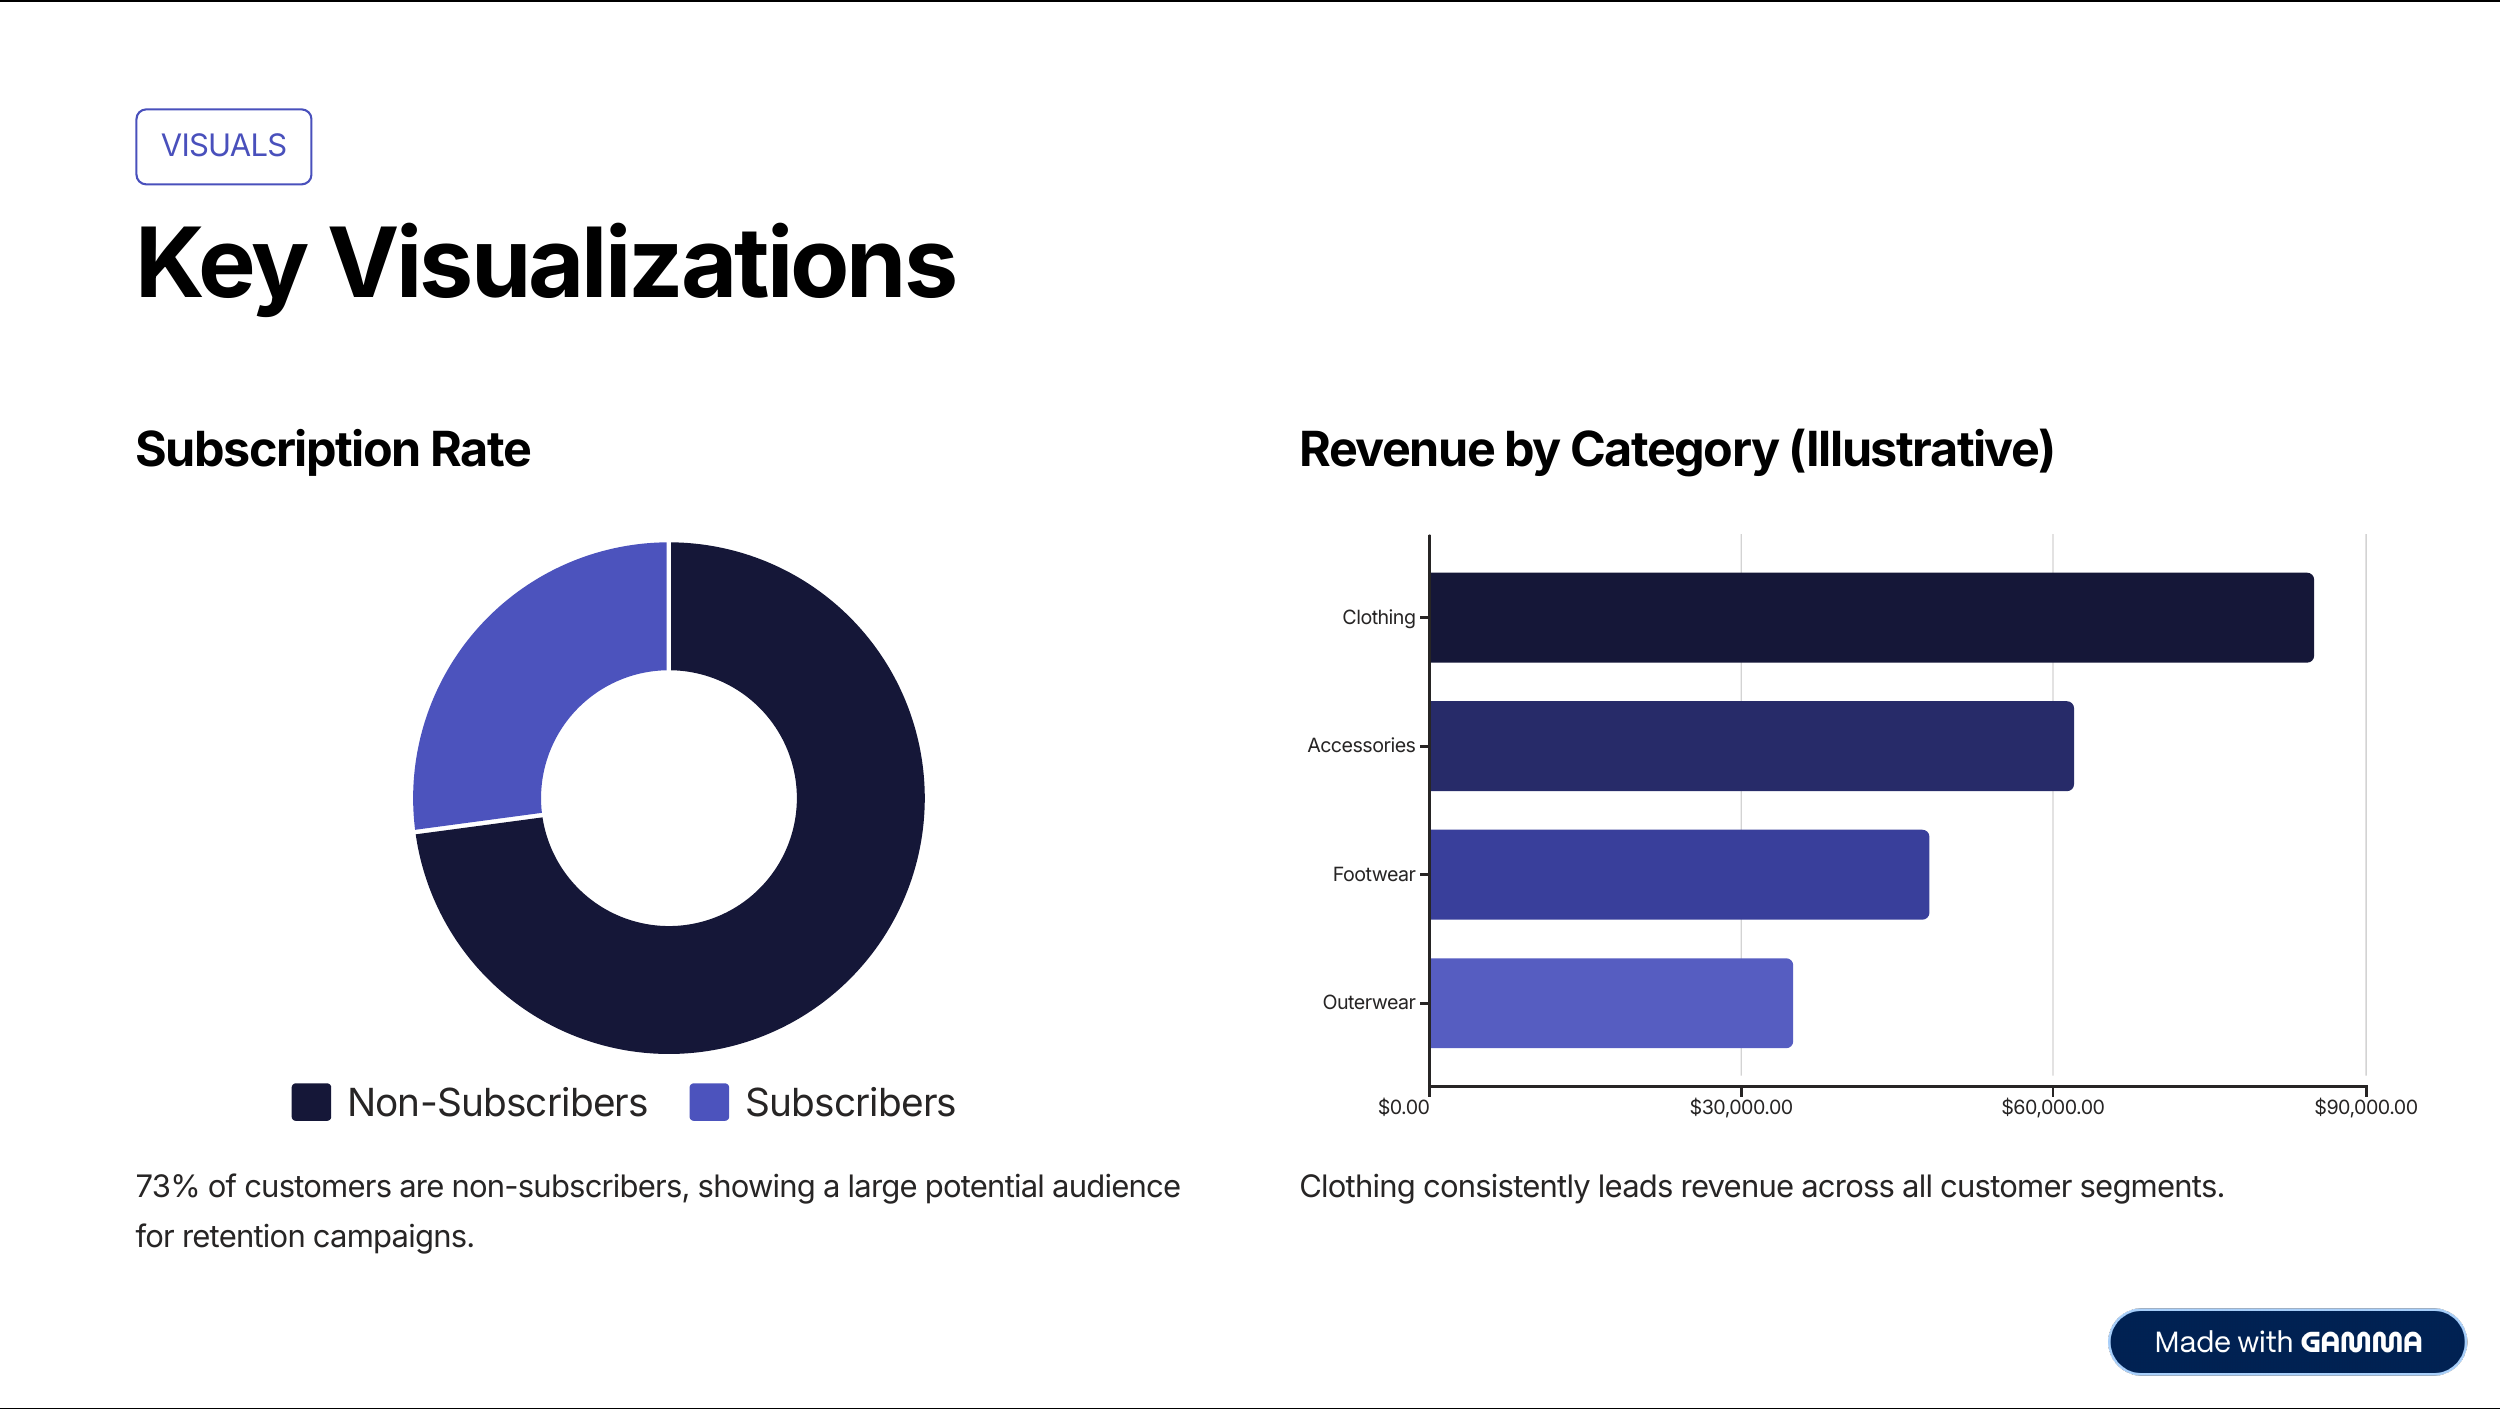 VISUALS
Key Visualizations
Subscription Rate
Non-Subscribers
Subscribers
73% of customers are non-subscribers, showing a large potential audience
for retention campaigns.
Revenue by Category (Illustrative)
Clothing
Accessories
Footwear
Outerwear
$0.00
$30,000.00
$60,000.00
$90,000.00
Clothing consistently leads revenue across all customer segments.
Made with GAMMA